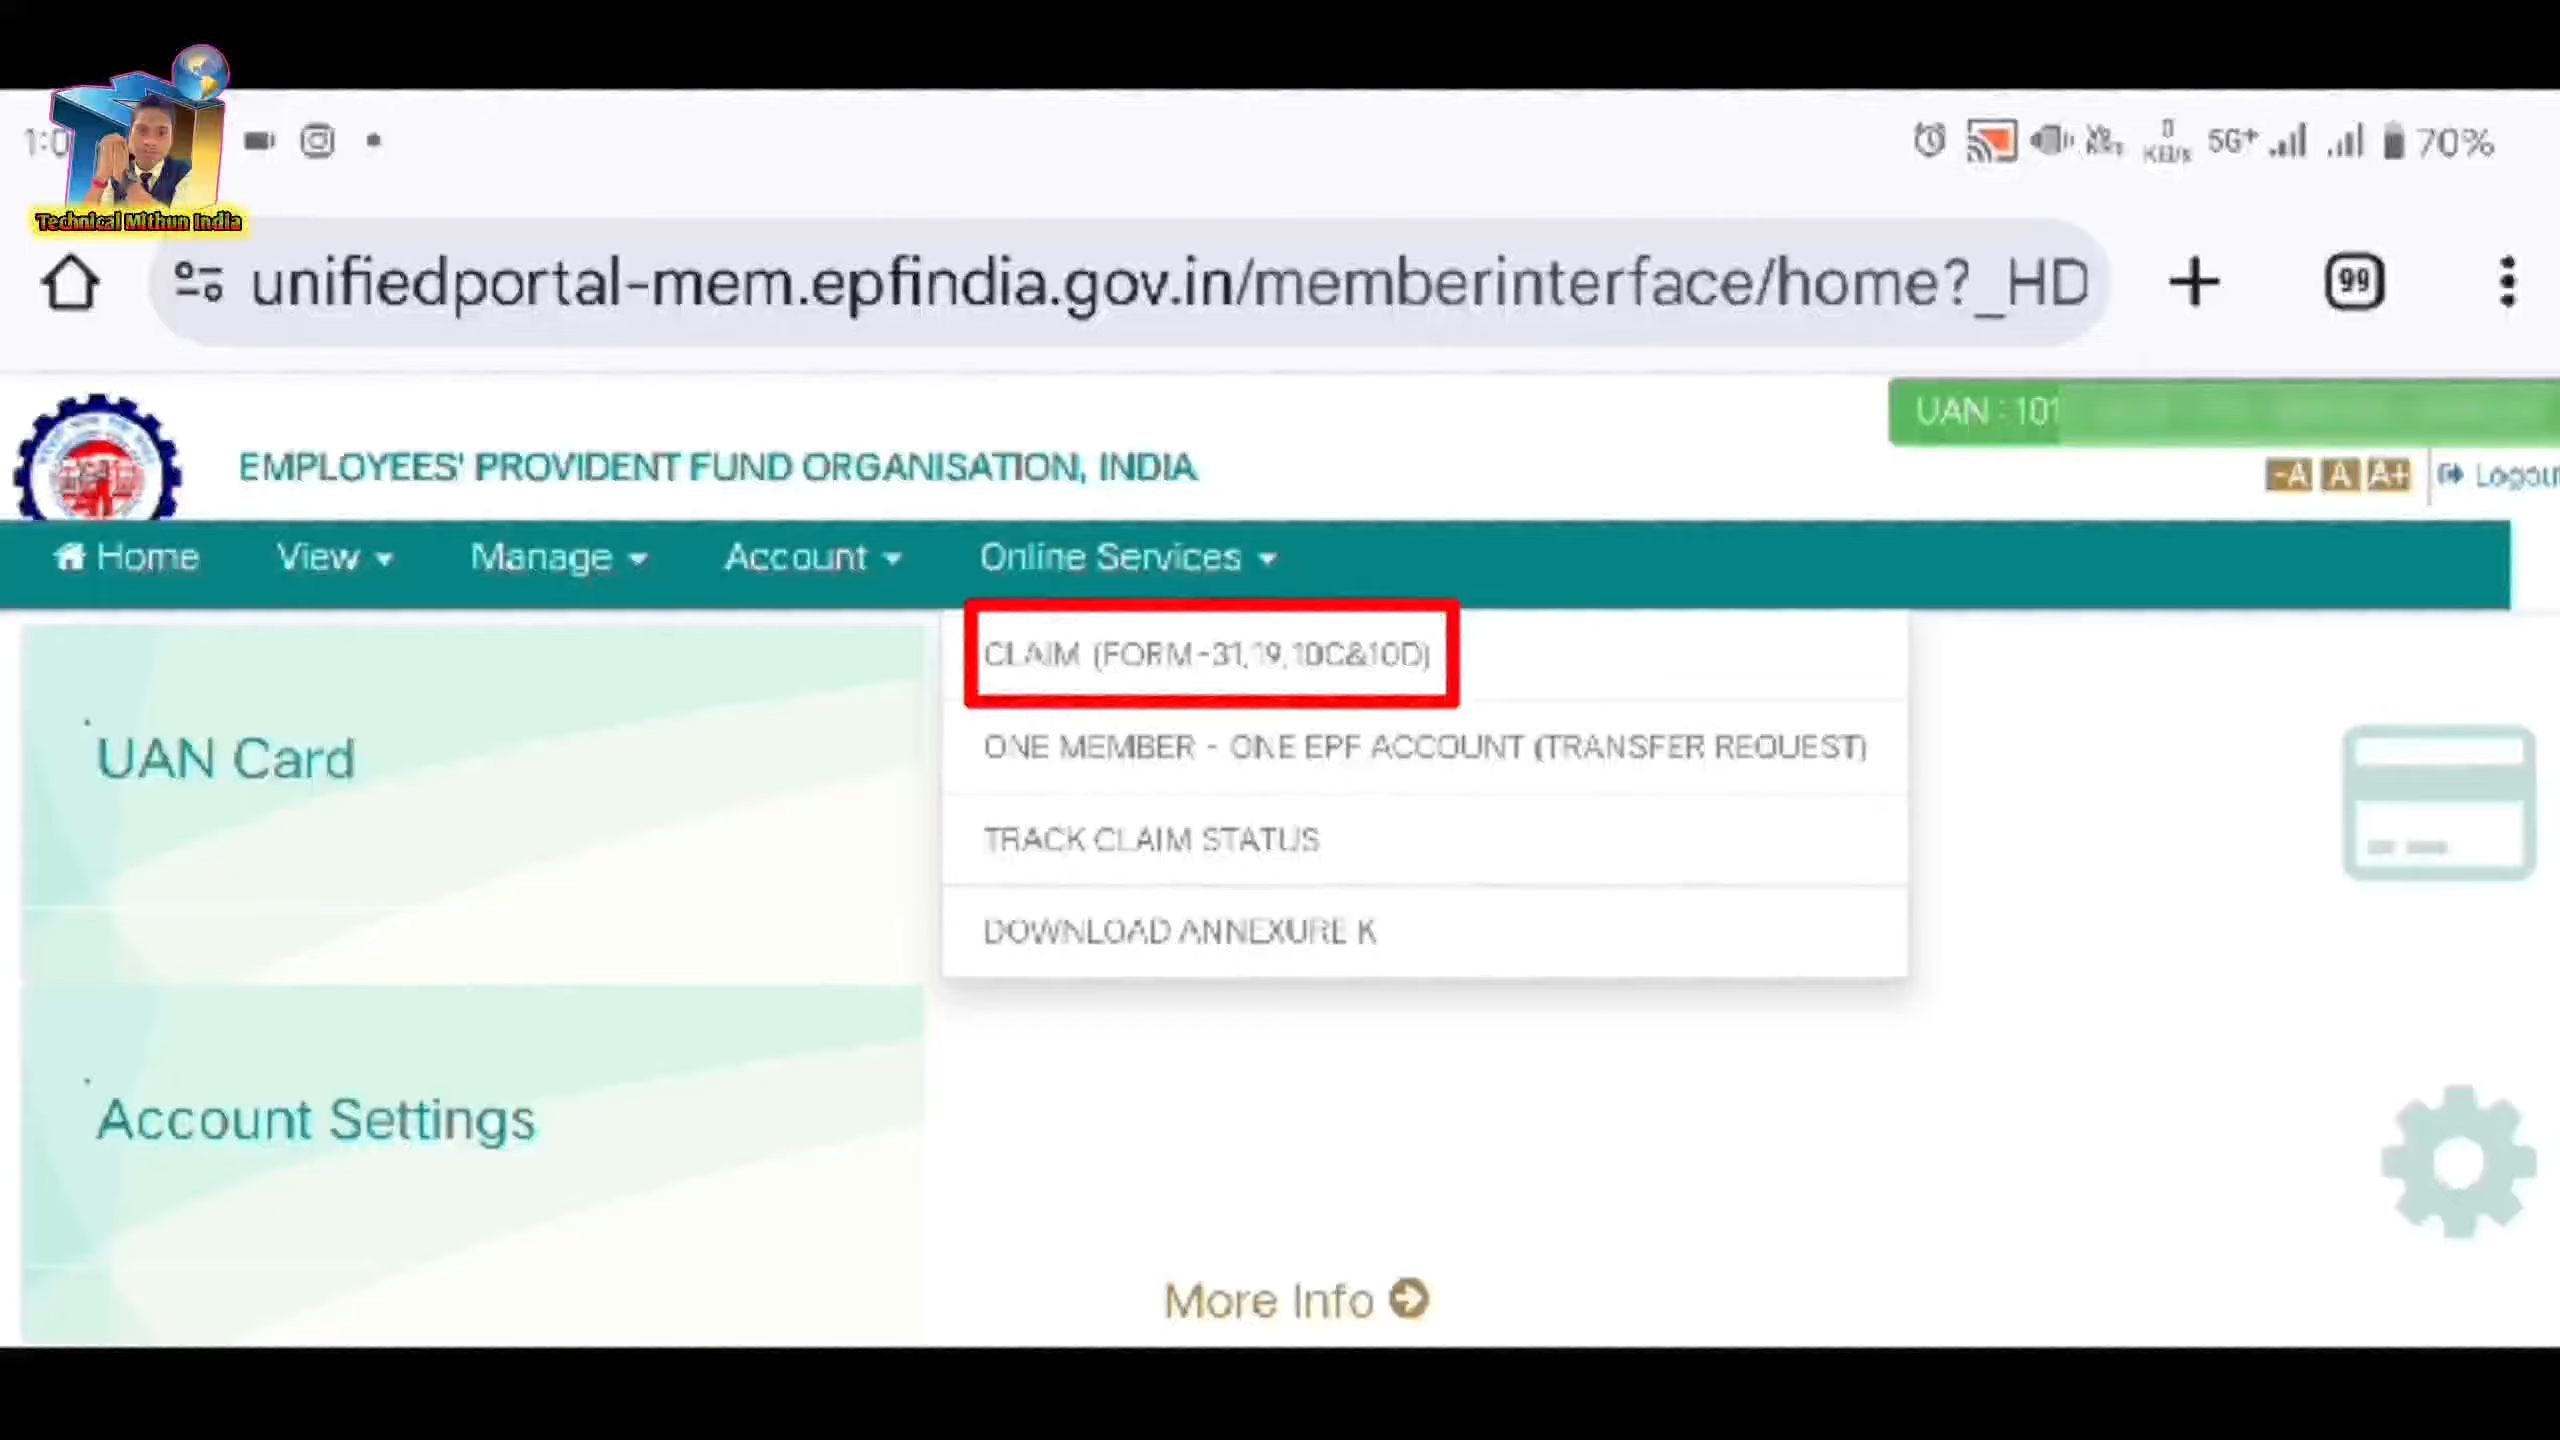 Technical Mithun India
5G+ 70%
unifiedportal-mem.epfindia.gov.in/memberinterface/home?_HD
99
UAN : 101
EMPLOYEES' PROVIDENT FUND ORGANISATION, INDIA
-A A A+ Logout
Home View Manage Account Online Services
CLAIM (FORM-31,19,10C&10D)
ONE MEMBER - ONE EPF ACCOUNT (TRANSFER REQUEST)
TRACK CLAIM STATUS
DOWNLOAD ANNEXURE K
UAN Card
Account Settings
More Info